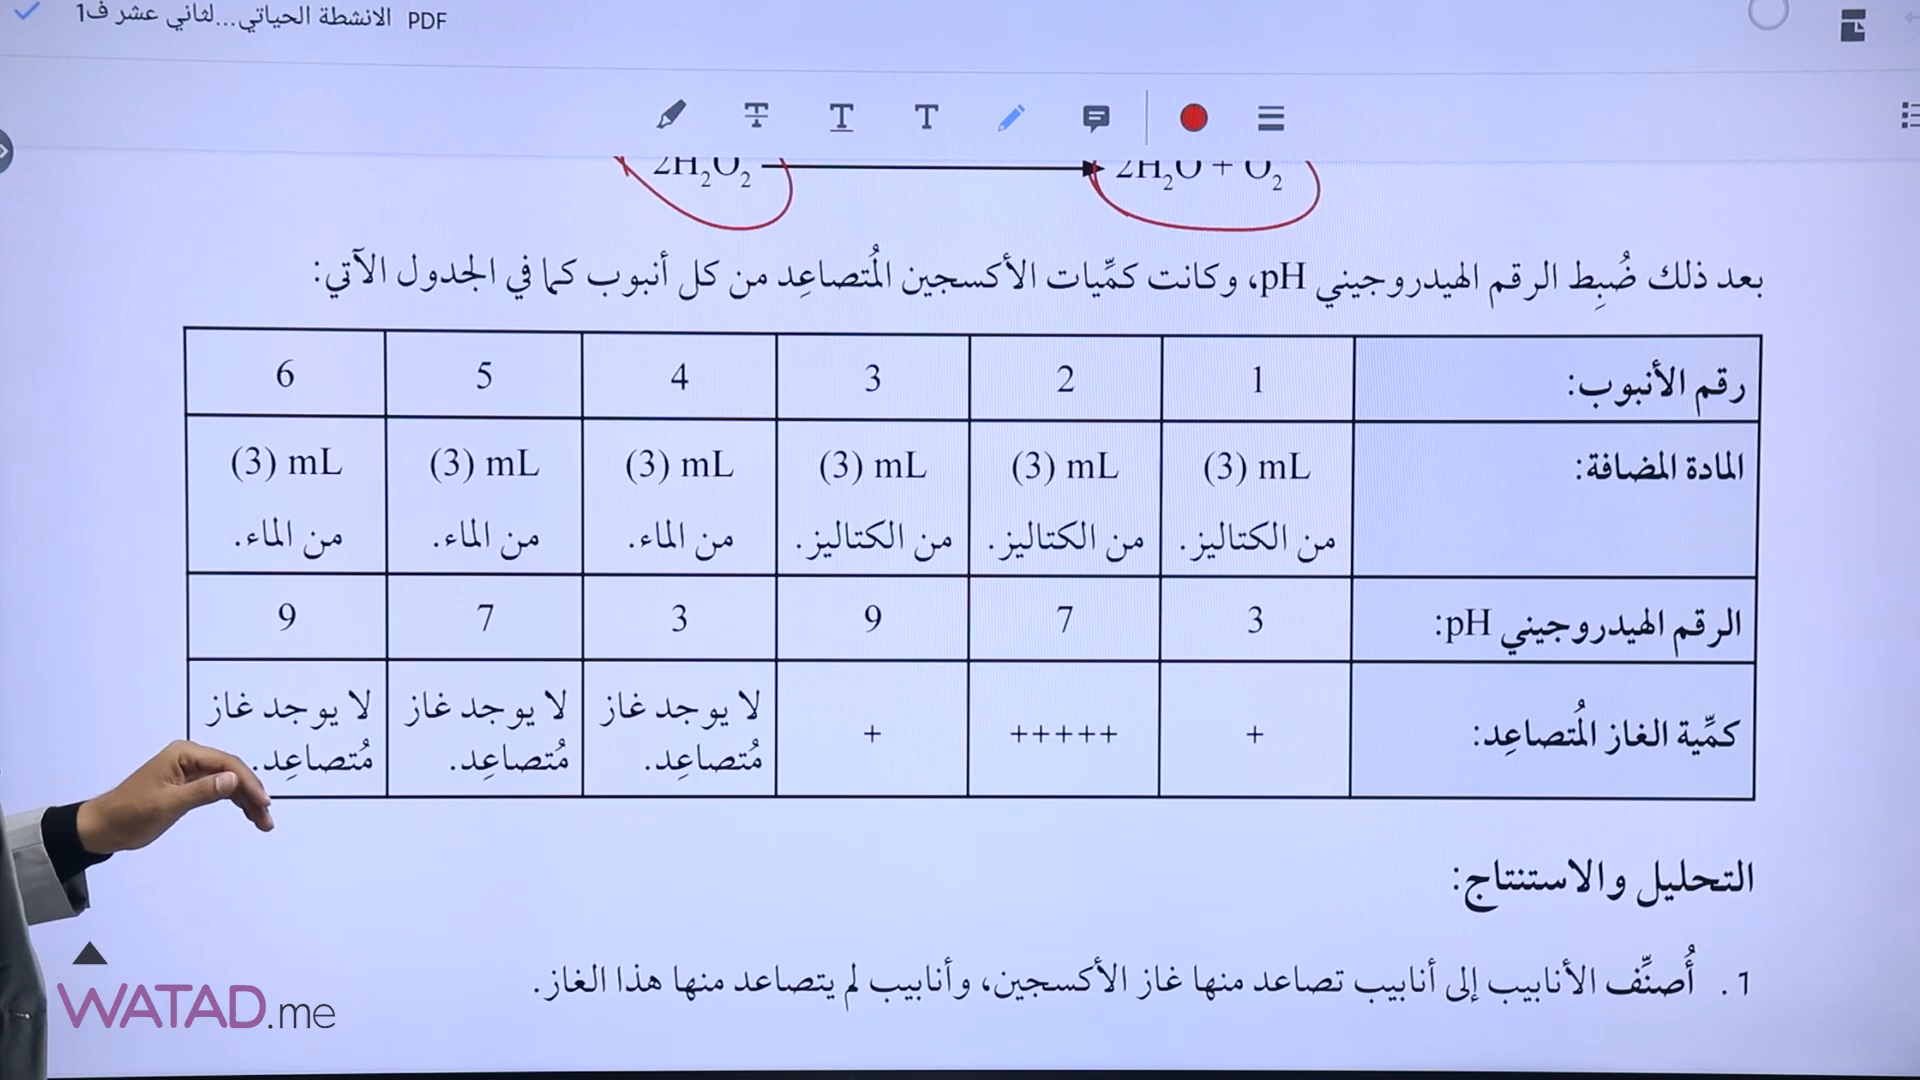 الانشطة الحياتي...لثاني عشر ف1 PDF
2H₂O₂ → 2H₂O + O₂
بعد ذلك ضُبِط الرقم الهيدروجيني pH، وكانت كمِّيات الأكسجين المُتصاعِد من كل أنبوب كما في الجدول الآتي:
رقم الأنبوب: 1 2 3 4 5 6
المادة المضافة: (3) mL (3) mL (3) mL (3) mL (3) mL (3) mL
من الكتاليز. من الكتاليز. من الكتاليز. من الماء. من الماء. من الماء.
الرقم الهيدروجيني pH: 3 7 9 3 7 9
كمِّية الغاز المُتصاعِد: + +++++ + لا يوجد غاز لا يوجد غاز لا يوجد غاز
مُتصاعِد. مُتصاعِد. مُتصاعِد.
التحليل والاستنتاج:
1. أُصنِّف الأنابيب إلى أنابيب تصاعد منها غاز الأكسجين، وأنابيب لم يتصاعد منها هذا الغاز.
WATAD.me